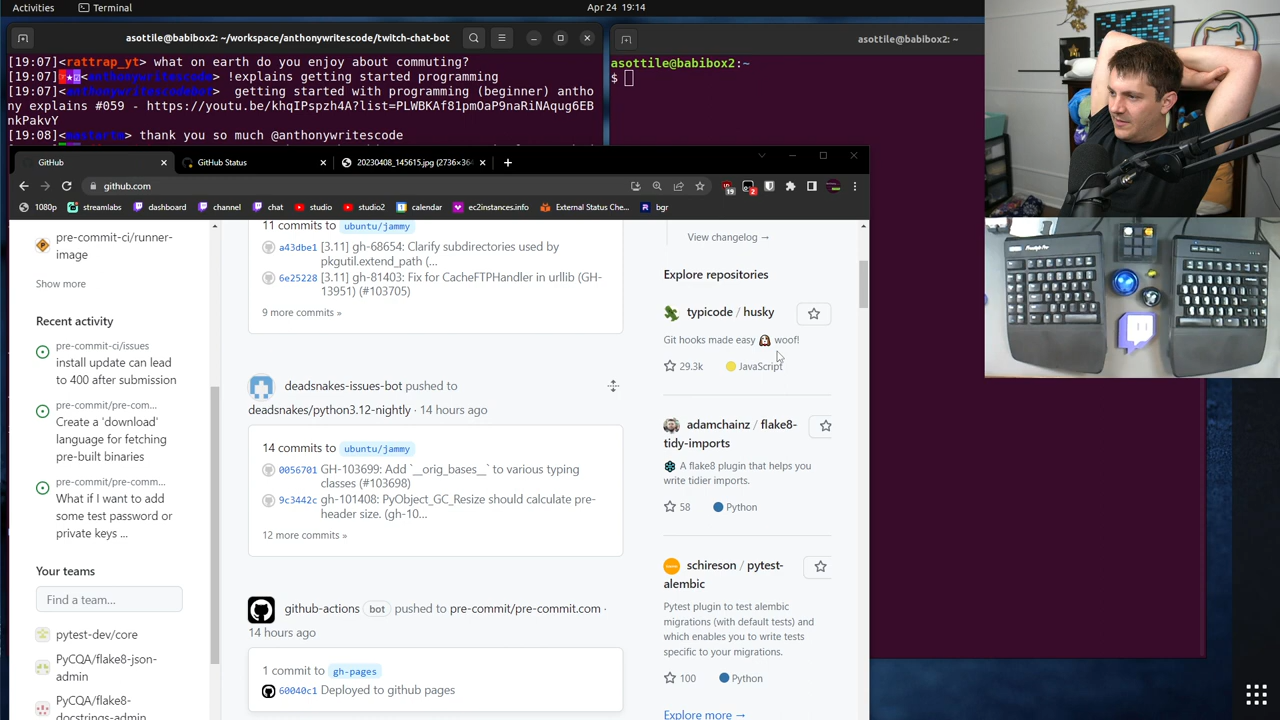 Activities
Terminal
Apr 24 19:14
asottile@babibox2: ~/workspace/anthonywritescode/twitch-chat-bot
[19:07]<rattrap_yt> what on earth do you enjoy about commuting?
[19:07] <anthonywritescode> !explains getting started programming
[19:07]<anthonywritescodebot> getting started with programming (beginner) antho
ny explains #059 - https://youtu.be/khqIPspzh4A?list=PLWBKAf81pmOaP9naRiNAqug6EB
nkPakvY
[19:08] thank you so much @anthonywritescode
asottile@babibox2: ~
asottile@babibox2:~
$
GitHub
GitHub Status
20230408_145615.jpg (2736×36
github.com
19
2
1080p
streamlabs
dashboard
channel
chat
studio
studio2
calendar
ec2instances.info
External Status Che...
bgr
pre-commit-ci/runner-
image
Show more
Recent activity
pre-commit-ci/issues
install update can lead
to 400 after submission
pre-commit/pre-com...
Create a 'download'
language for fetching
pre-built binaries
pre-commit/pre-comm...
What if I want to add
some test password or
private keys ...
Your teams
Find a team...
pytest-dev/core
PyCQA/flake8-json-
admin
PyCQA/flake8-
docstrings-admin
11 commits to ubuntu/jammy
a43dbe1 [3.11] gh-68654: Clarify subdirectories used by
pkgutil.extend_path (...
6e25228 [3.11] gh-81403: Fix for CacheFTPHandler in urllib (GH-
13951) (#103705)
9 more commits »
deadsnakes-issues-bot pushed to
deadsnakes/python3.12-nightly · 14 hours ago
14 commits to ubuntu/jammy
0056701 GH-103699: Add `__orig_bases__` to various typing
classes (#103698)
9c3442c gh-101408: PyObject_GC_Resize should calculate pre-
header size. (gh-10...
12 more commits »
github-actions bot pushed to pre-commit/pre-commit.com ·
14 hours ago
1 commit to gh-pages
60040c1 Deployed to github pages
View changelog →
Explore repositories
typicode / husky
Git hooks made easy 🐶 woof!
29.3k JavaScript
adamchainz / flake8-
tidy-imports
A flake8 plugin that helps you
write tidier imports.
58 Python
schireson / pytest-
alembic
Pytest plugin to test alembic
migrations (with default tests) and
which enables you to write tests
specific to your migrations.
100 Python
Explore more →